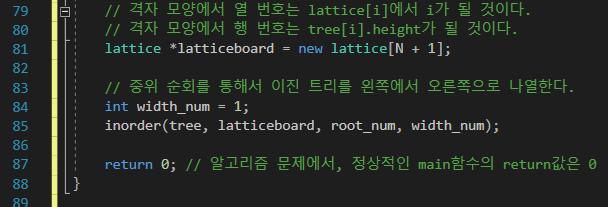 79 // 격자 모양에서 열 번호는 lattice[i]에서 i가 될 것이다.
80 // 격자 모양에서 행 번호는 tree[i].height가 될 것이다.
81 lattice *latticeboard = new lattice[N + 1];
82
83 // 중위 순회를 통해서 이진 트리를 왼쪽에서 오른쪽으로 나열한다.
84 int width_num = 1;
85 inorder(tree, latticeboard, root_num, width_num);
86
87 return 0; // 알고리즘 문제에서, 정상적인 main함수의 return값은 0
88 }
89